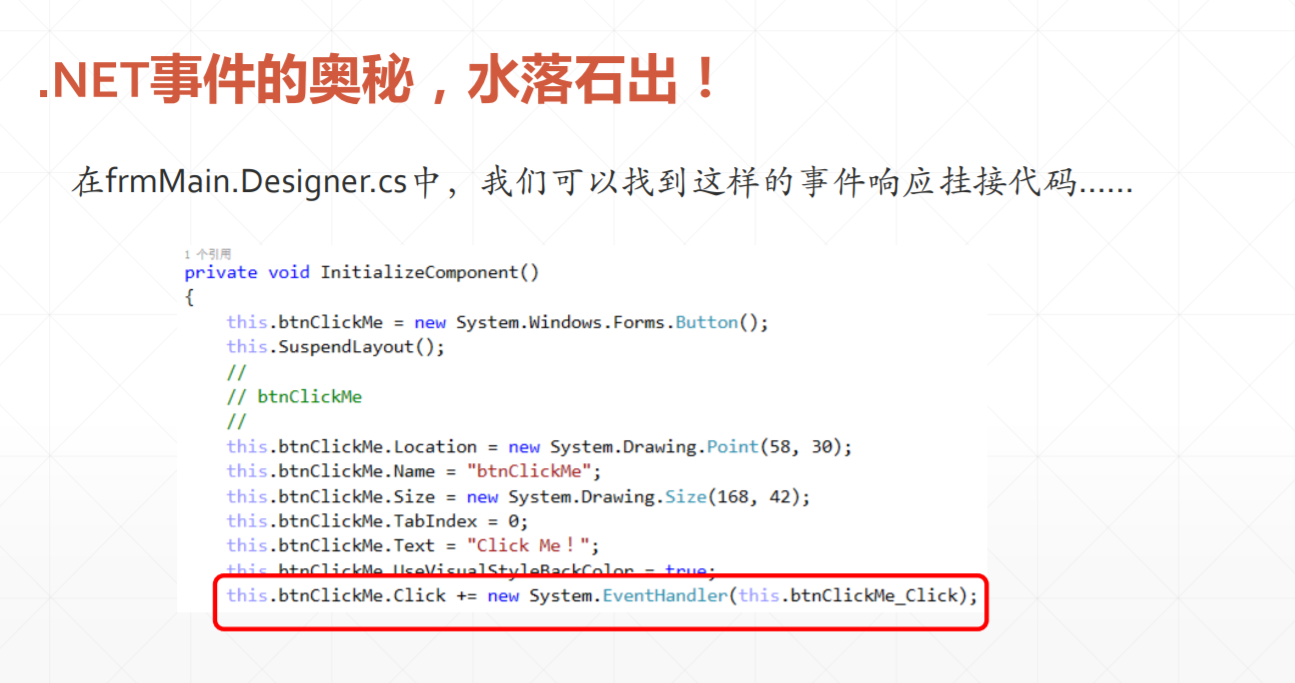 .NET事件的奥秘，水落石出！
在frmMain.Designer.cs中，我们可以找到这样的事件响应挂接代码......
1 个引用
private void InitializeComponent()
{
this.btnClickMe = new System.Windows.Forms.Button();
this.SuspendLayout();
//
// btnClickMe
//
this.btnClickMe.Location = new System.Drawing.Point(58, 30);
this.btnClickMe.Name = "btnClickMe";
this.btnClickMe.Size = new System.Drawing.Size(168, 42);
this.btnClickMe.TabIndex = 0;
this.btnClickMe.Text = "Click Me！";
this.btnClickMe.UseVisualStyleBackColor = true;
this.btnClickMe.Click += new System.EventHandler(this.btnClickMe_Click);